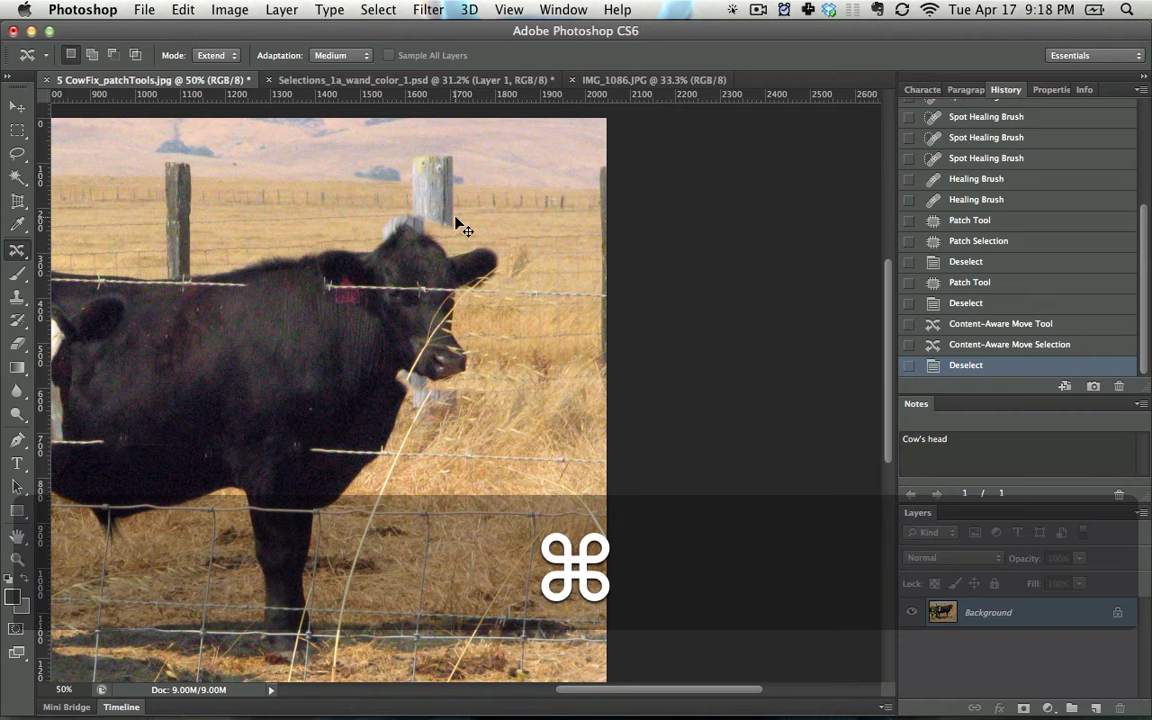 Photoshop File Edit Image Layer Type Select Filter 3D View Window Help Tue Apr 17 9:18 PM
Adobe Photoshop CS6
Mode: Extend Adaptation: Medium Sample All Layers Essentials
5 CowFix_patchTools.jpg @ 50% (RGB/8) * Selections_1a_wand_color_1.psd @ 31.2% (Layer 1, RGB/8) * IMG_1086.JPG @ 33.3% (RGB/8)
Characte Paragrap History Properti Info
800 900 1000 1100 1200 1300 1400 1500 1600 1700 1800 1900 2000 2100 2200 2300 2400 2500 2600
Spot Healing Brush
Spot Healing Brush
Spot Healing Brush
Healing Brush
Healing Brush
Patch Tool
Patch Selection
Deselect
Patch Tool
Deselect
Content-Aware Move Tool
Content-Aware Move Selection
Deselect
Notes
Cow's head
1 / 1
Layers
Kind
Normal Opacity: 100%
Lock: Fill: 100%
Background
50% Doc: 9.00M/9.00M
Mini Bridge Timeline